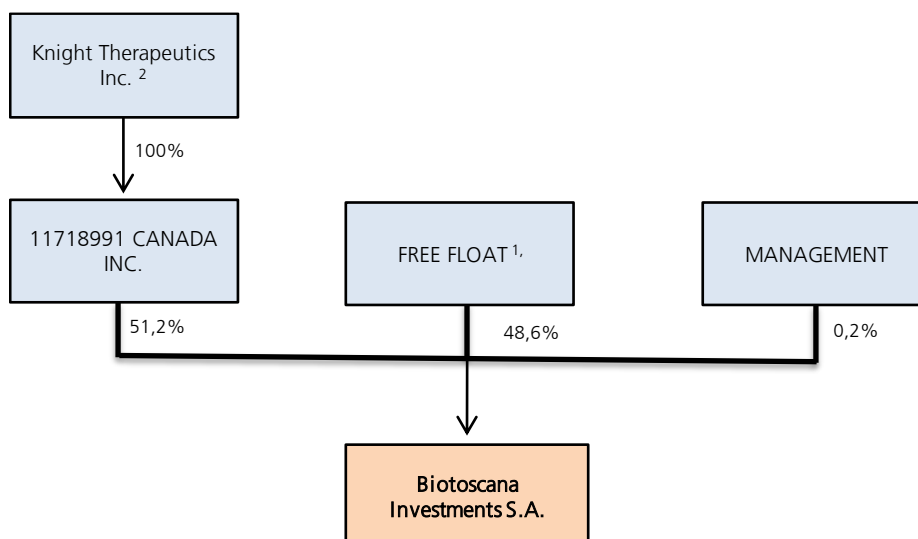 Knight Therapeutics
Inc. ²
100%
11718991 CANADA
INC.
FREE FLOAT ¹,
MANAGEMENT
51,2%
48,6%
0,2%
Biotoscana
Investments S.A.